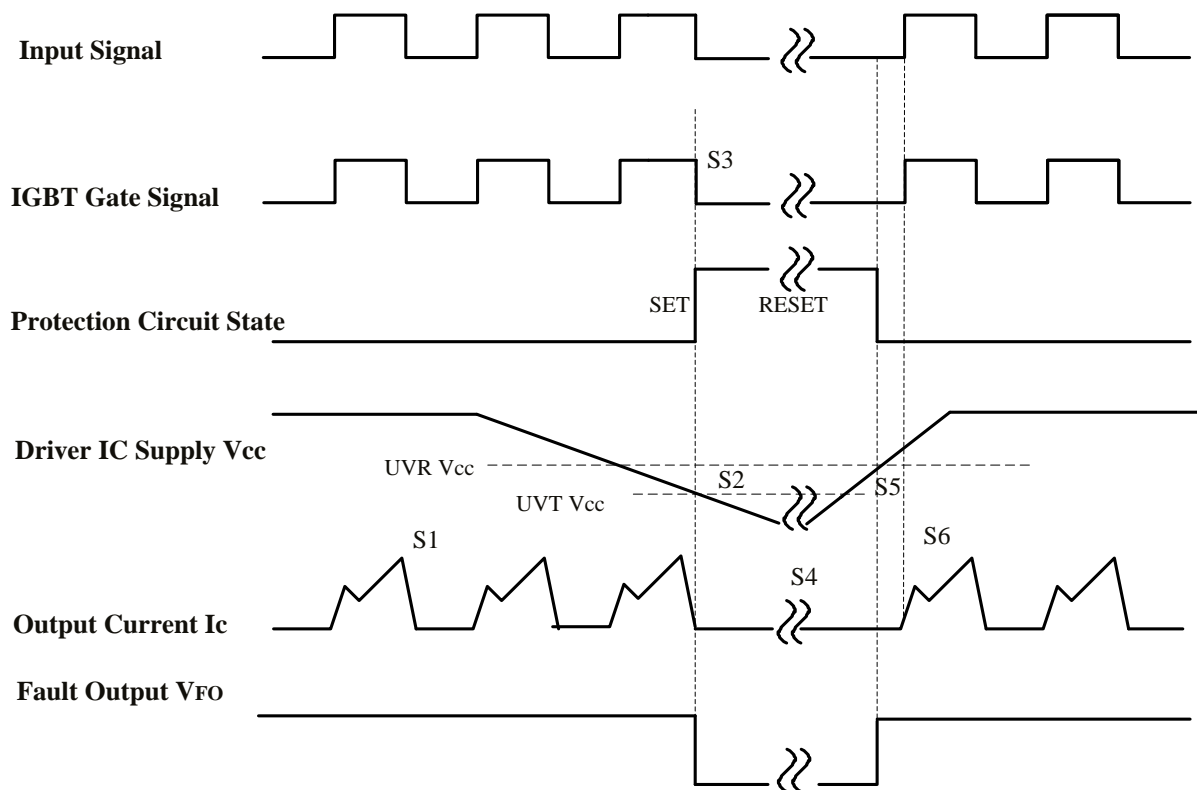 Input Signal
S3
IGBT Gate Signal
SET
RESET
Protection Circuit State
Driver IC Supply Vcc
UVR Vcc
S2
S5
UVT Vcc
S1
S6
S4
Output Current Ic
Fault Output VFO